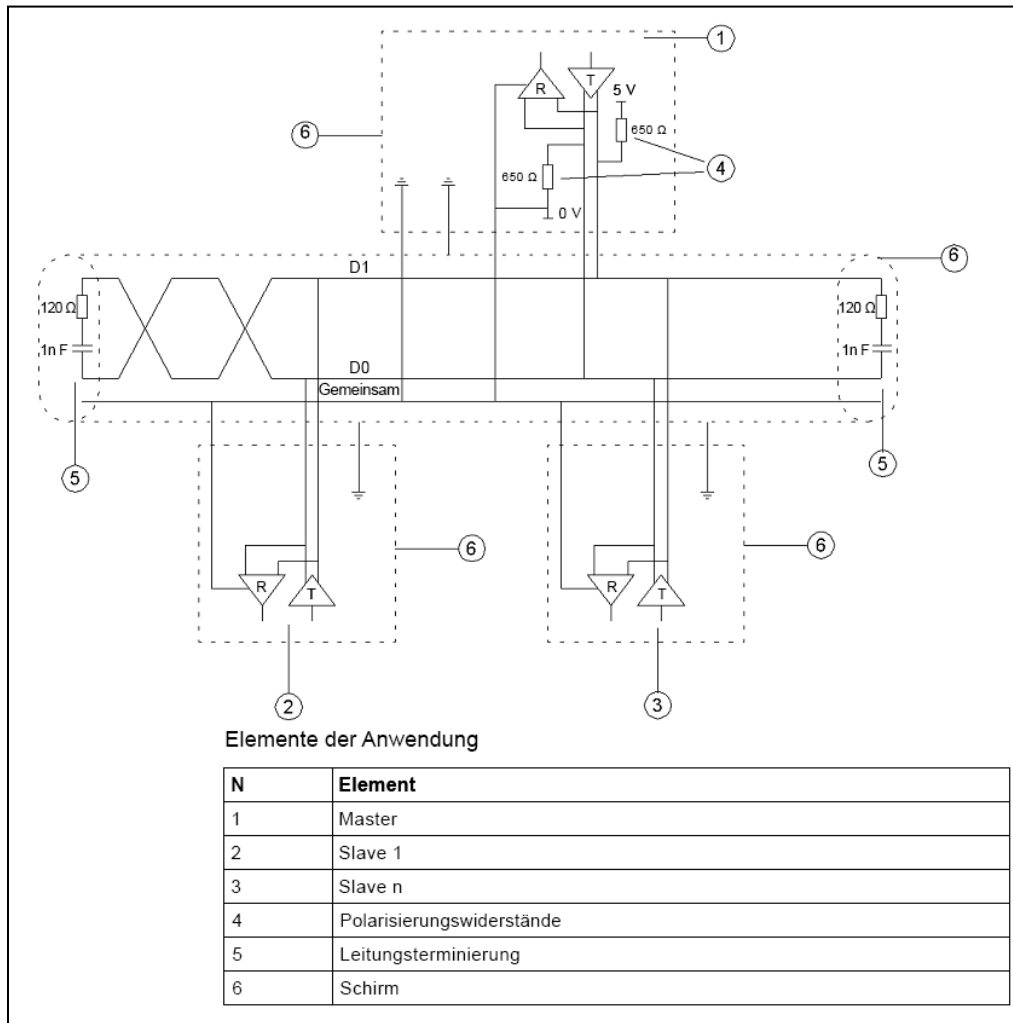 1
R
T
5 V
6
650 Ω
4
650 Ω
0 V
6
D1
120 Ω
120 Ω
1n F
1n F
D0
Gemeinsam
5
5
6
6
R
T
R
T
2
3
Elemente der Anwendung
N Element
1 Master
2 Slave 1
3 Slave n
4 Polarisierungswiderstände
5 Leitungsterminierung
6 Schirm